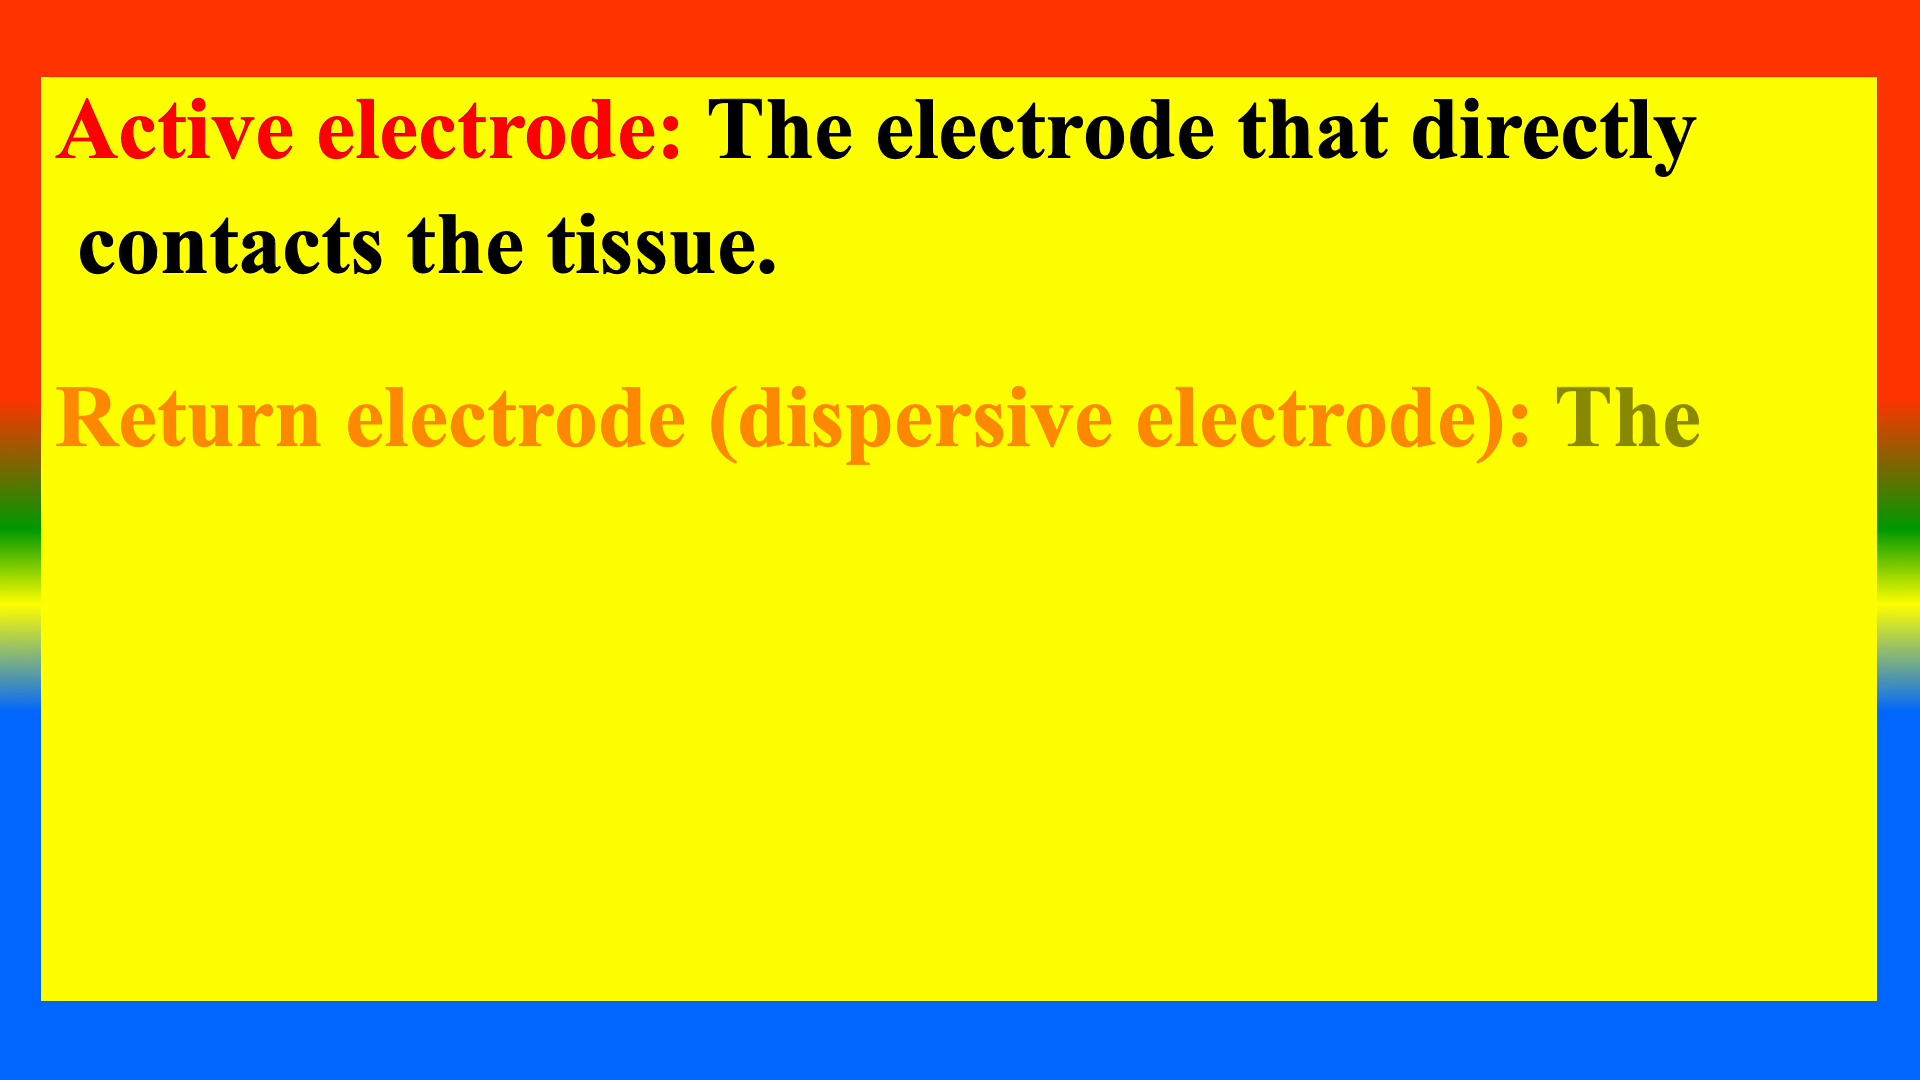 Active electrode: The electrode that directly
contacts the tissue.
Return electrode (dispersive electrode): The